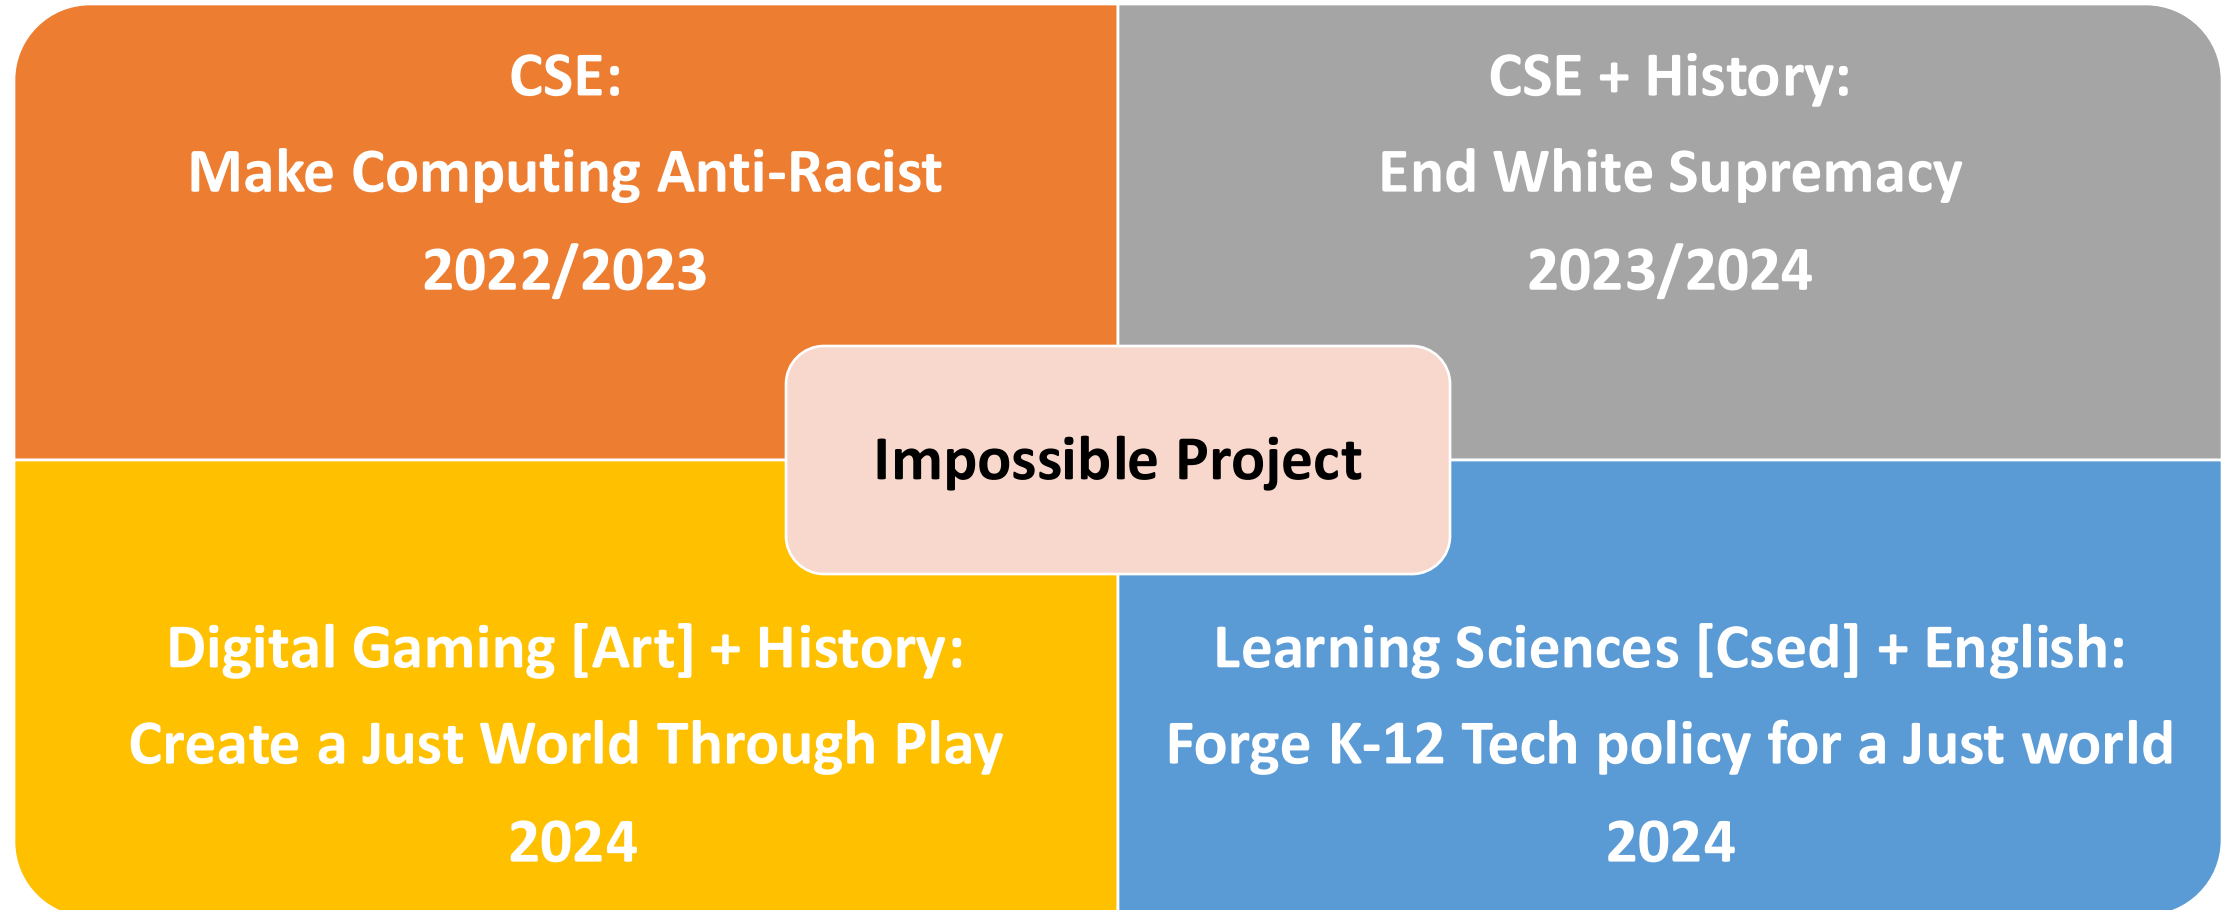 CSE:
Make Computing Anti-Racist
2022/2023
CSE + History:
End White Supremacy
2023/2024
Impossible Project
Digital Gaming [Art] + History:
Create a Just World Through Play
2024
Learning Sciences [Csed] + English:
Forge K-12 Tech policy for a Just world
2024